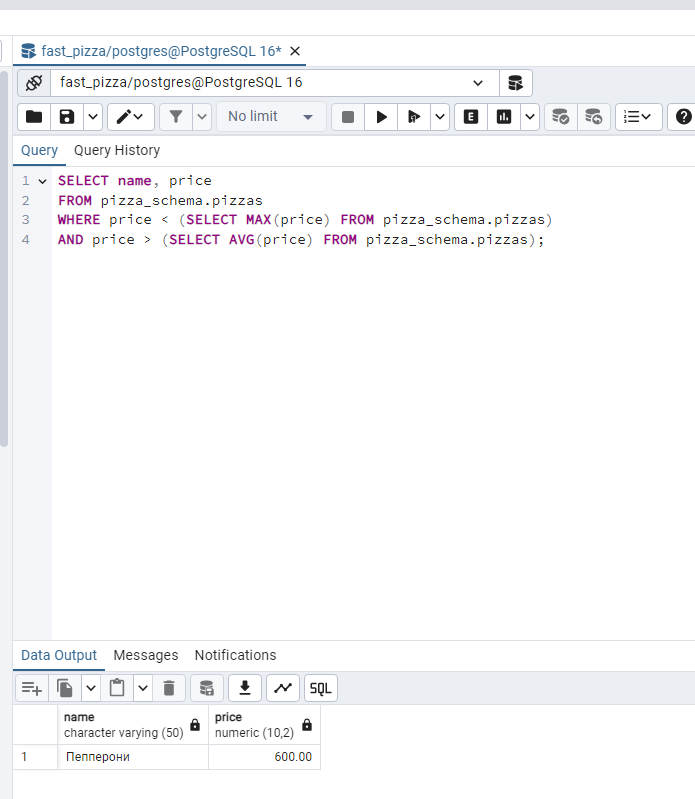 fast_pizza/postgres@PostgreSQL 16*
fast_pizza/postgres@PostgreSQL 16
No limit
E
Query Query History
1 SELECT name, price
2 FROM pizza_schema.pizzas
3 WHERE price < (SELECT MAX(price) FROM pizza_schema.pizzas)
4 AND price > (SELECT AVG(price) FROM pizza_schema.pizzas);
Data Output Messages Notifications
SQL
name price
character varying (50) numeric (10,2)
1 Пепперони 600.00